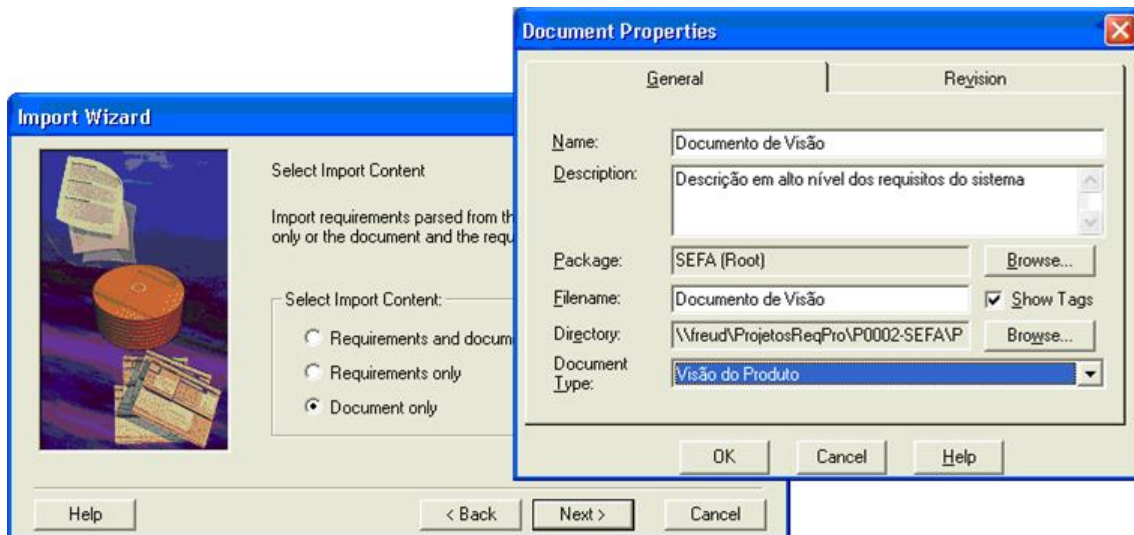 Import Wizard
Select Import Content
Import requirements parsed from th
only or the document and the requ
Select Import Content:
Requirements and docum
Requirements only
Document only
Help
< Back
Next >
Cancel
Document Properties
General
Revision
Name:
Documento de Visão
Description:
Descrição em alto nível dos requisitos do sistema
Package:
SEFA (Root)
Browse...
Filename:
Documento de Visão
Show Tags
Directory:
\\freud\ProjetosReqPro\P0002-SEFA\P
Browse...
Document
Type:
Visão do Produto
OK
Cancel
Help